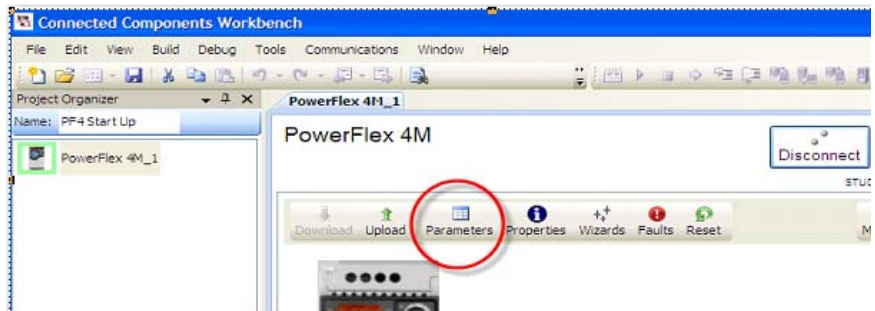 Connected Components Workbench
File Edit View Build Debug Tools Communications Window Help
Project Organizer
Name: PF4 Start Up
PowerFlex 4M_1
PowerFlex 4M_1
PowerFlex 4M
Disconnect
STUD
Download Upload Parameters Properties Wizards Faults Reset
M